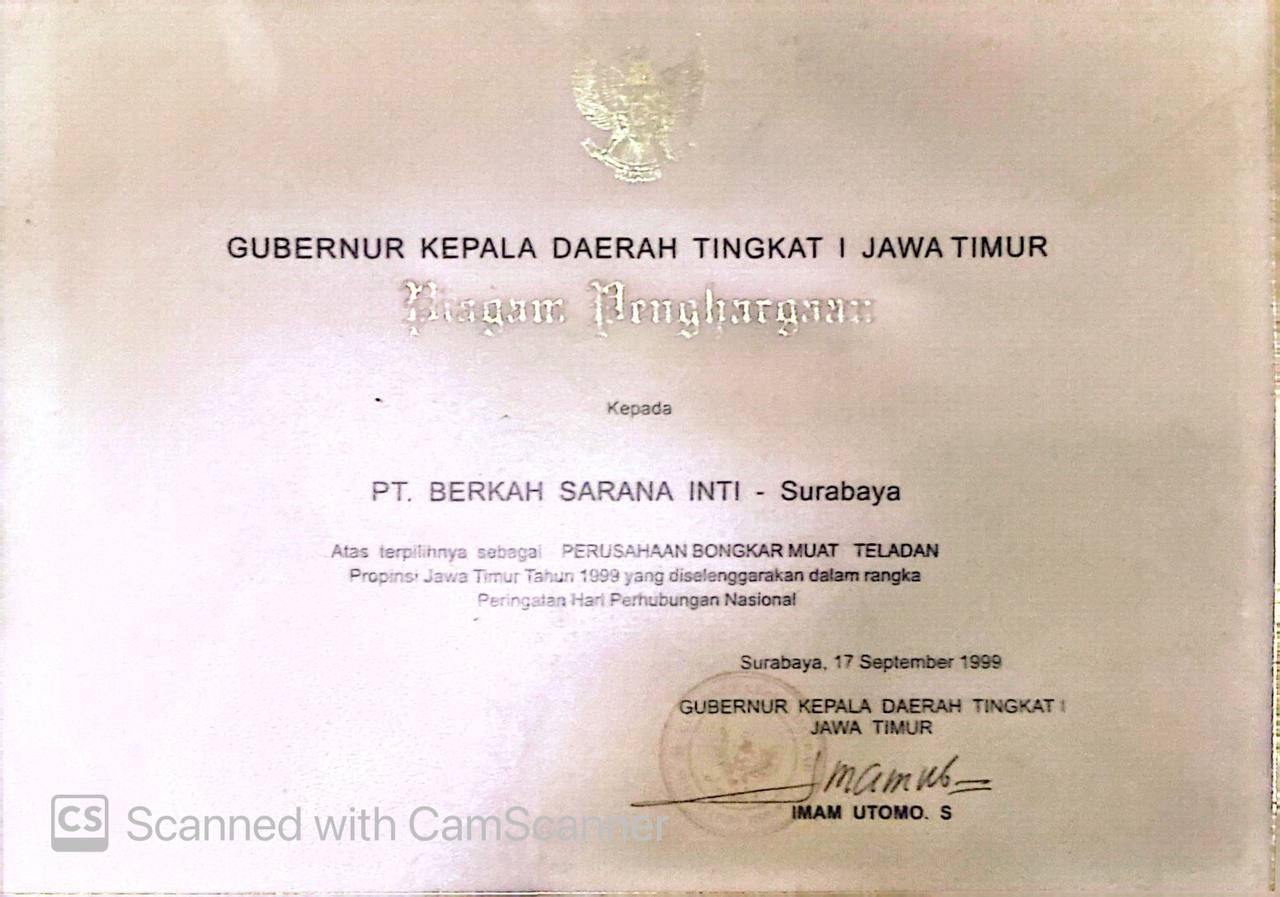 GUBERNUR KEPALA DAERAH TINGKAT I JAWA TIMUR
Piagam Penghargaan
Kepada
PT. BERKAH SARANA INTI - Surabaya
Atas terpilihnya sebagai PERUSAHAAN BONGKAR MUAT TELADAN
Propinsi Jawa Timur Tahun 1999 yang diselenggarakan dalam rangka
Peringatan Hari Perhubungan Nasional
Surabaya, 17 September 1999
GUBERNUR KEPALA DAERAH TINGKAT I
JAWA TIMUR
IMAM UTOMO. S
CS Scanned with CamScanner